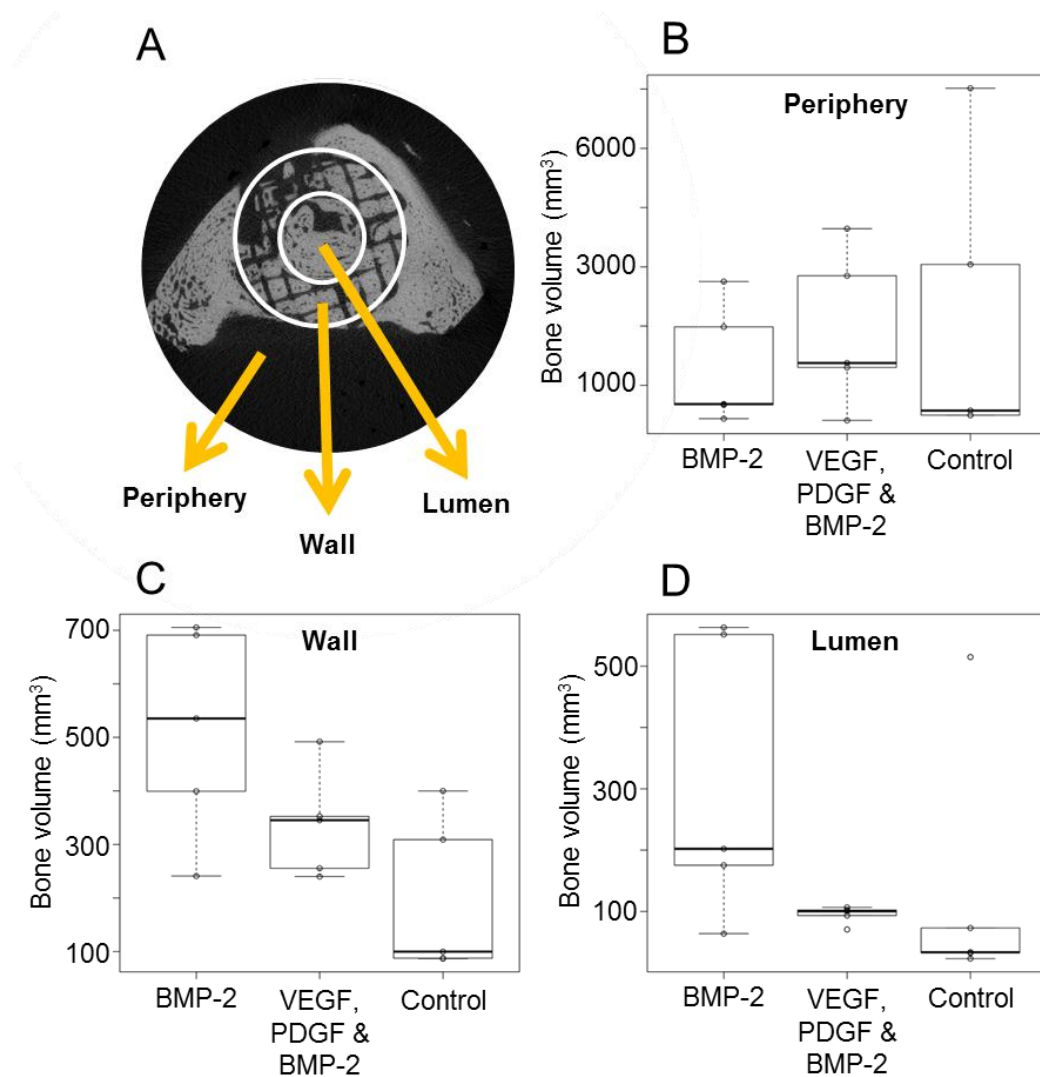 A
Periphery
Wall
Lumen
B
Periphery
Bone volume (mm³)
6000
3000
1000
BMP-2
VEGF,
PDGF &
BMP-2
Control
C
Wall
Bone volume (mm³)
700
500
300
100
BMP-2
VEGF,
PDGF &
BMP-2
Control
D
Lumen
Bone volume (mm³)
500
300
100
BMP-2
VEGF,
PDGF &
BMP-2
Control